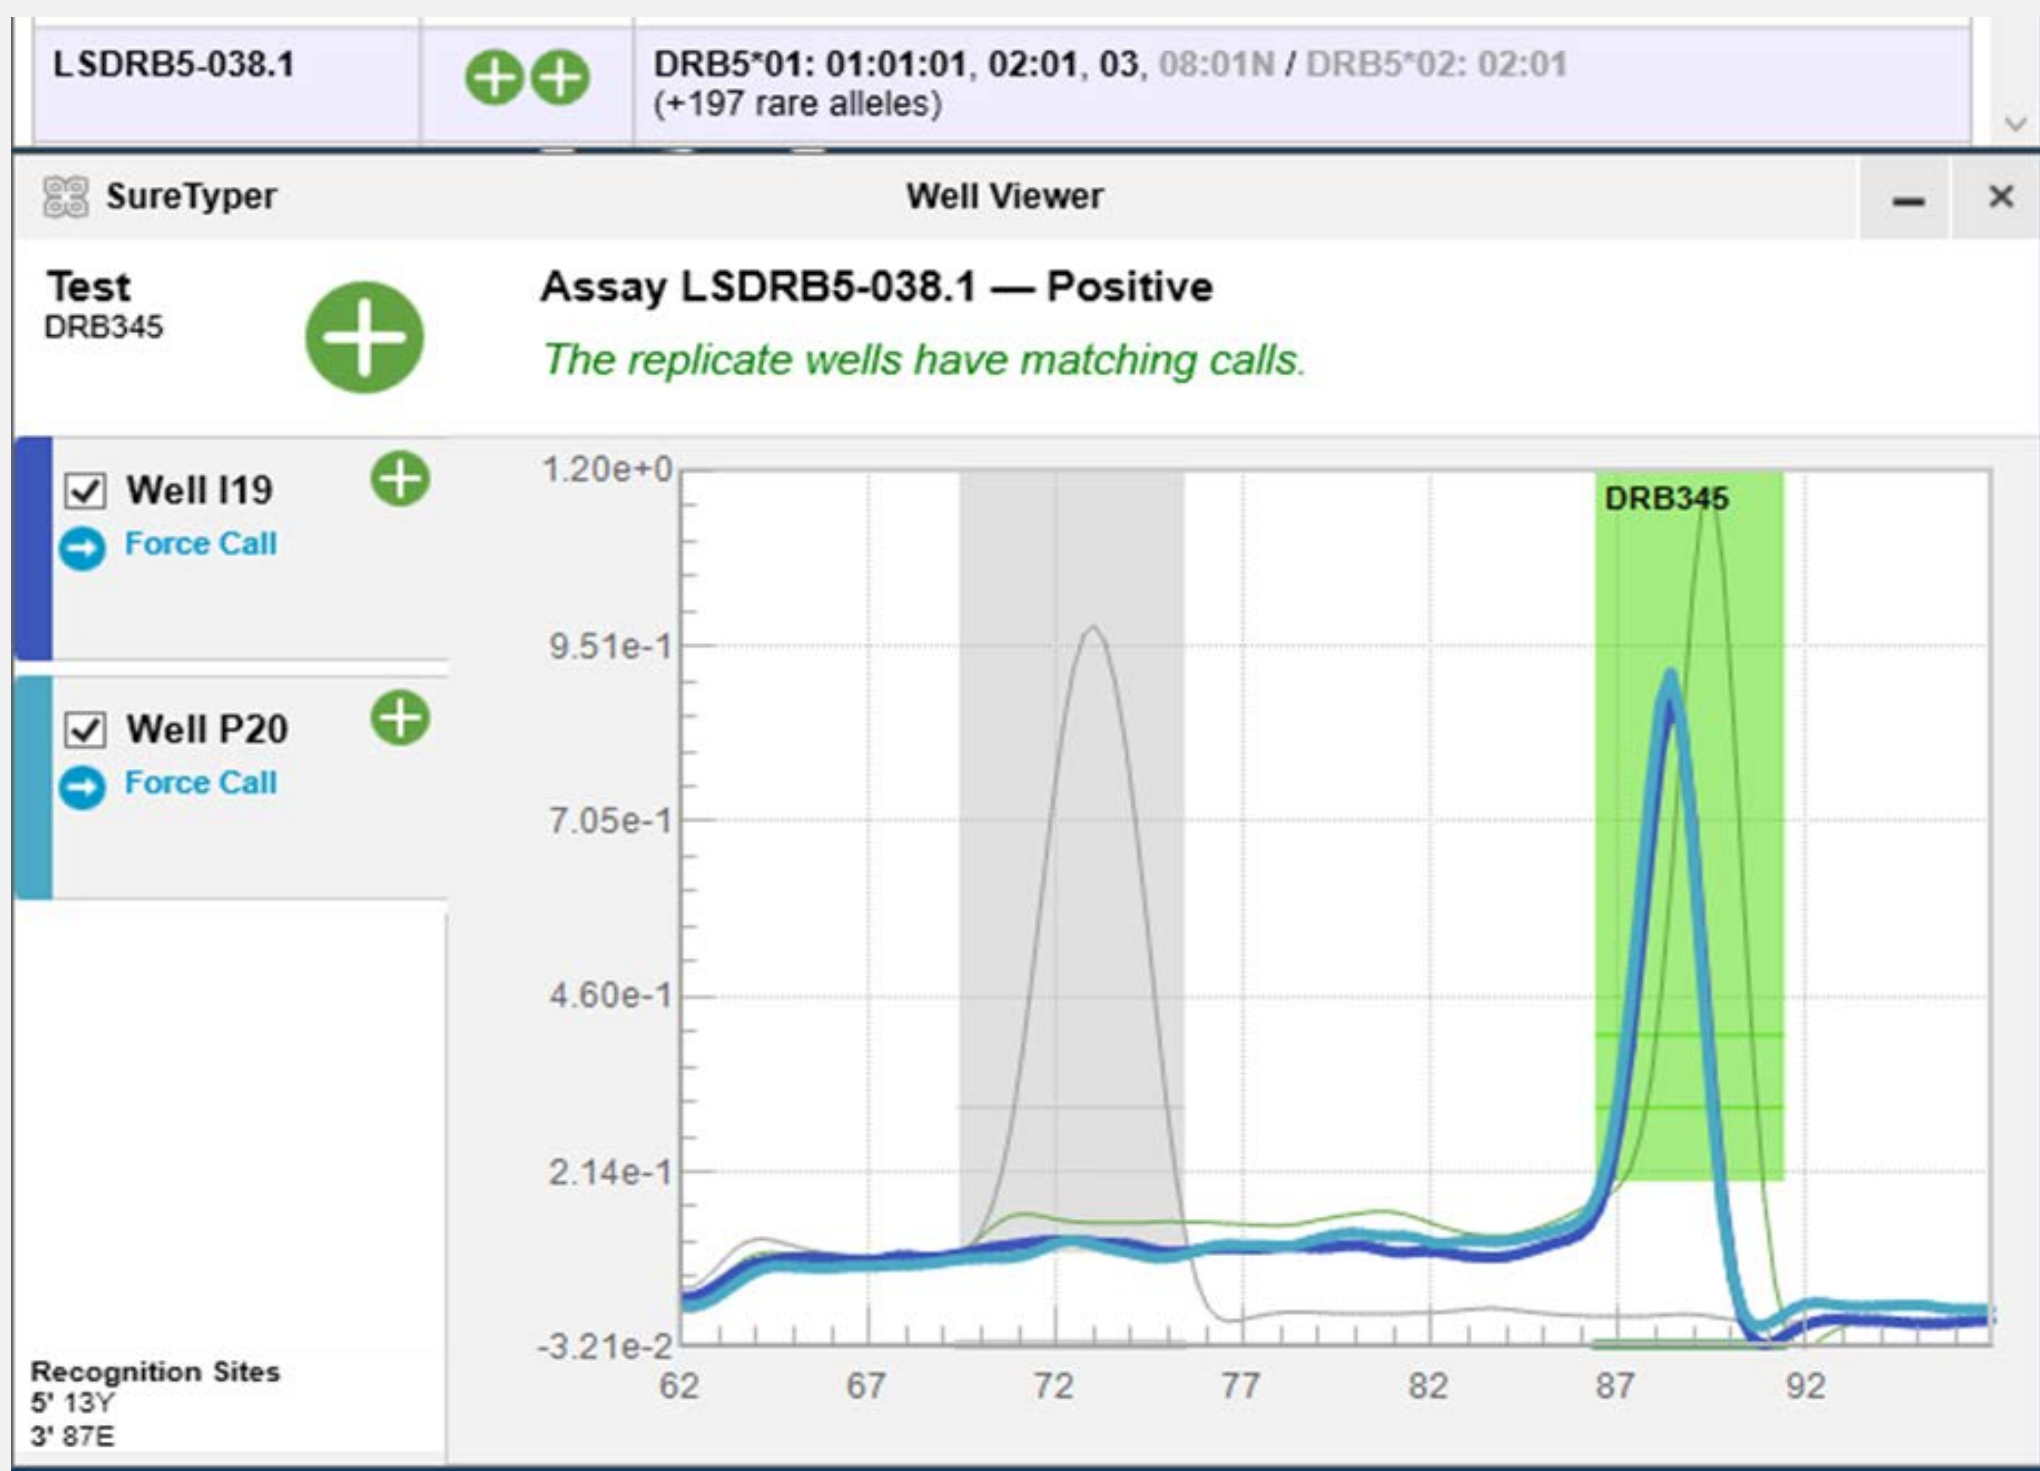 LSDRB5-038.1
DRB5*01: 01:01:01, 02:01, 03, 08:01N / DRB5*02: 02:01
(+197 rare alleles)
SureTyper
Well Viewer
Test
DRB345
Assay LSDRB5-038.1 — Positive
The replicate wells have matching calls.
Well I19
Force Call
Well P20
Force Call
Recognition Sites
5' 13Y
3' 87E
1.20e+0
9.51e-1
7.05e-1
4.60e-1
2.14e-1
-3.21e-2
DRB345
62 67 72 77 82 87 92